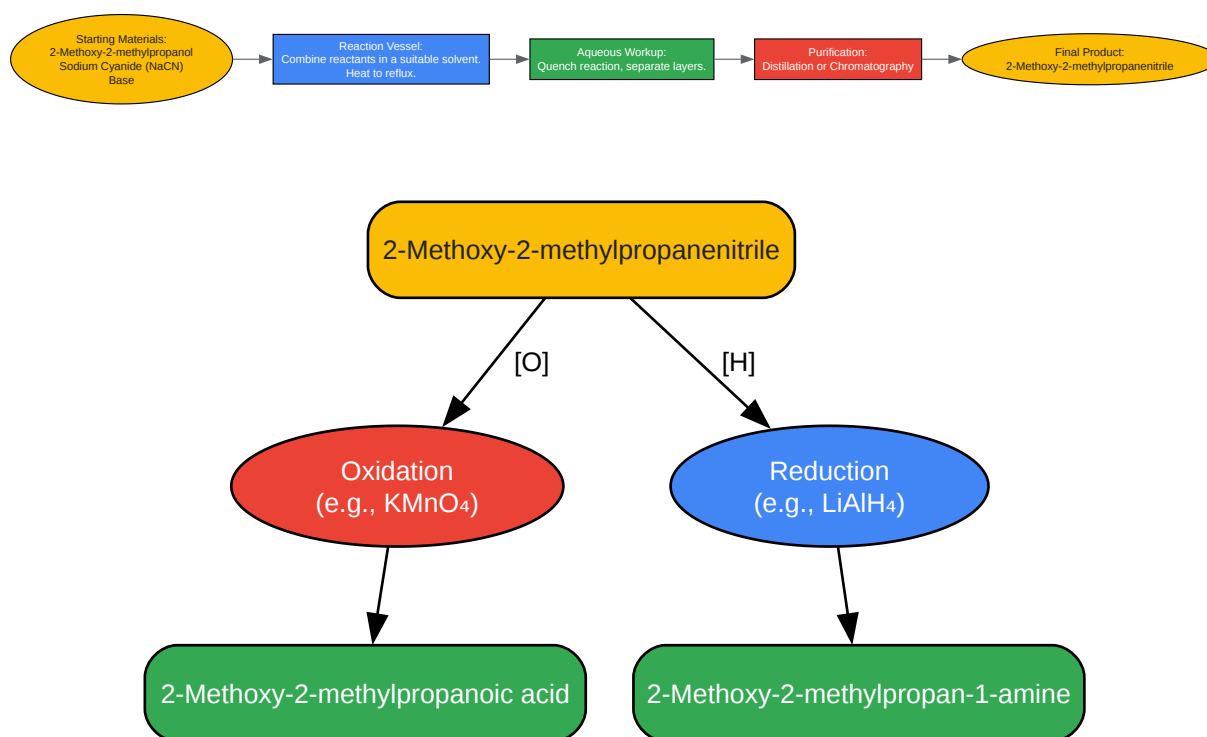 Starting Materials:
2-Methoxy-2-methylpropanol
Sodium Cyanide (NaCN)
Base
Reaction Vessel:
Combine reactants in a suitable solvent.
Heat to reflux.
Aqueous Workup:
Quench reaction, separate layers.
Purification:
Distillation or Chromatography
Final Product:
2-Methoxy-2-methylpropanenitrile
2-Methoxy-2-methylpropanenitrile
[O]
[H]
Oxidation
(e.g., KMnO₄)
Reduction
(e.g., LiAlH₄)
2-Methoxy-2-methylpropanoic acid
2-Methoxy-2-methylpropan-1-amine